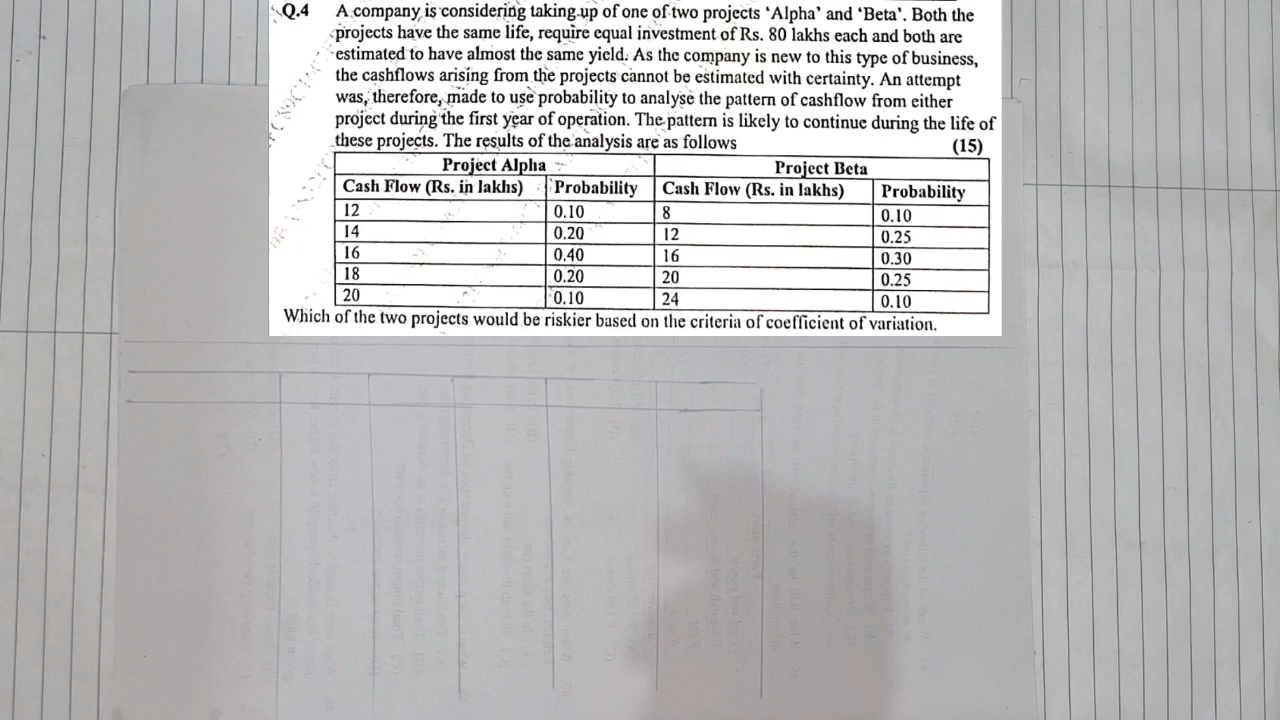 Q.4 A company is considering taking up of one of two projects ‘Alpha’ and ‘Beta’. Both the
projects have the same life, require equal investment of Rs. 80 lakhs each and both are
estimated to have almost the same yield. As the company is new to this type of business,
the cashflows arising from the projects cannot be estimated with certainty. An attempt
was, therefore, made to use probability to analyse the pattern of cashflow from either
project during the first year of operation. The pattern is likely to continue during the life of
these projects. The results of the analysis are as follows (15)
Project Alpha Project Beta
Cash Flow (Rs. in lakhs) Probability Cash Flow (Rs. in lakhs) Probability
12 0.10 8 0.10
14 0.20 12 0.25
16 0.40 16 0.30
18 0.20 20 0.25
20 0.10 24 0.10
Which of the two projects would be riskier based on the criteria of coefficient of variation.